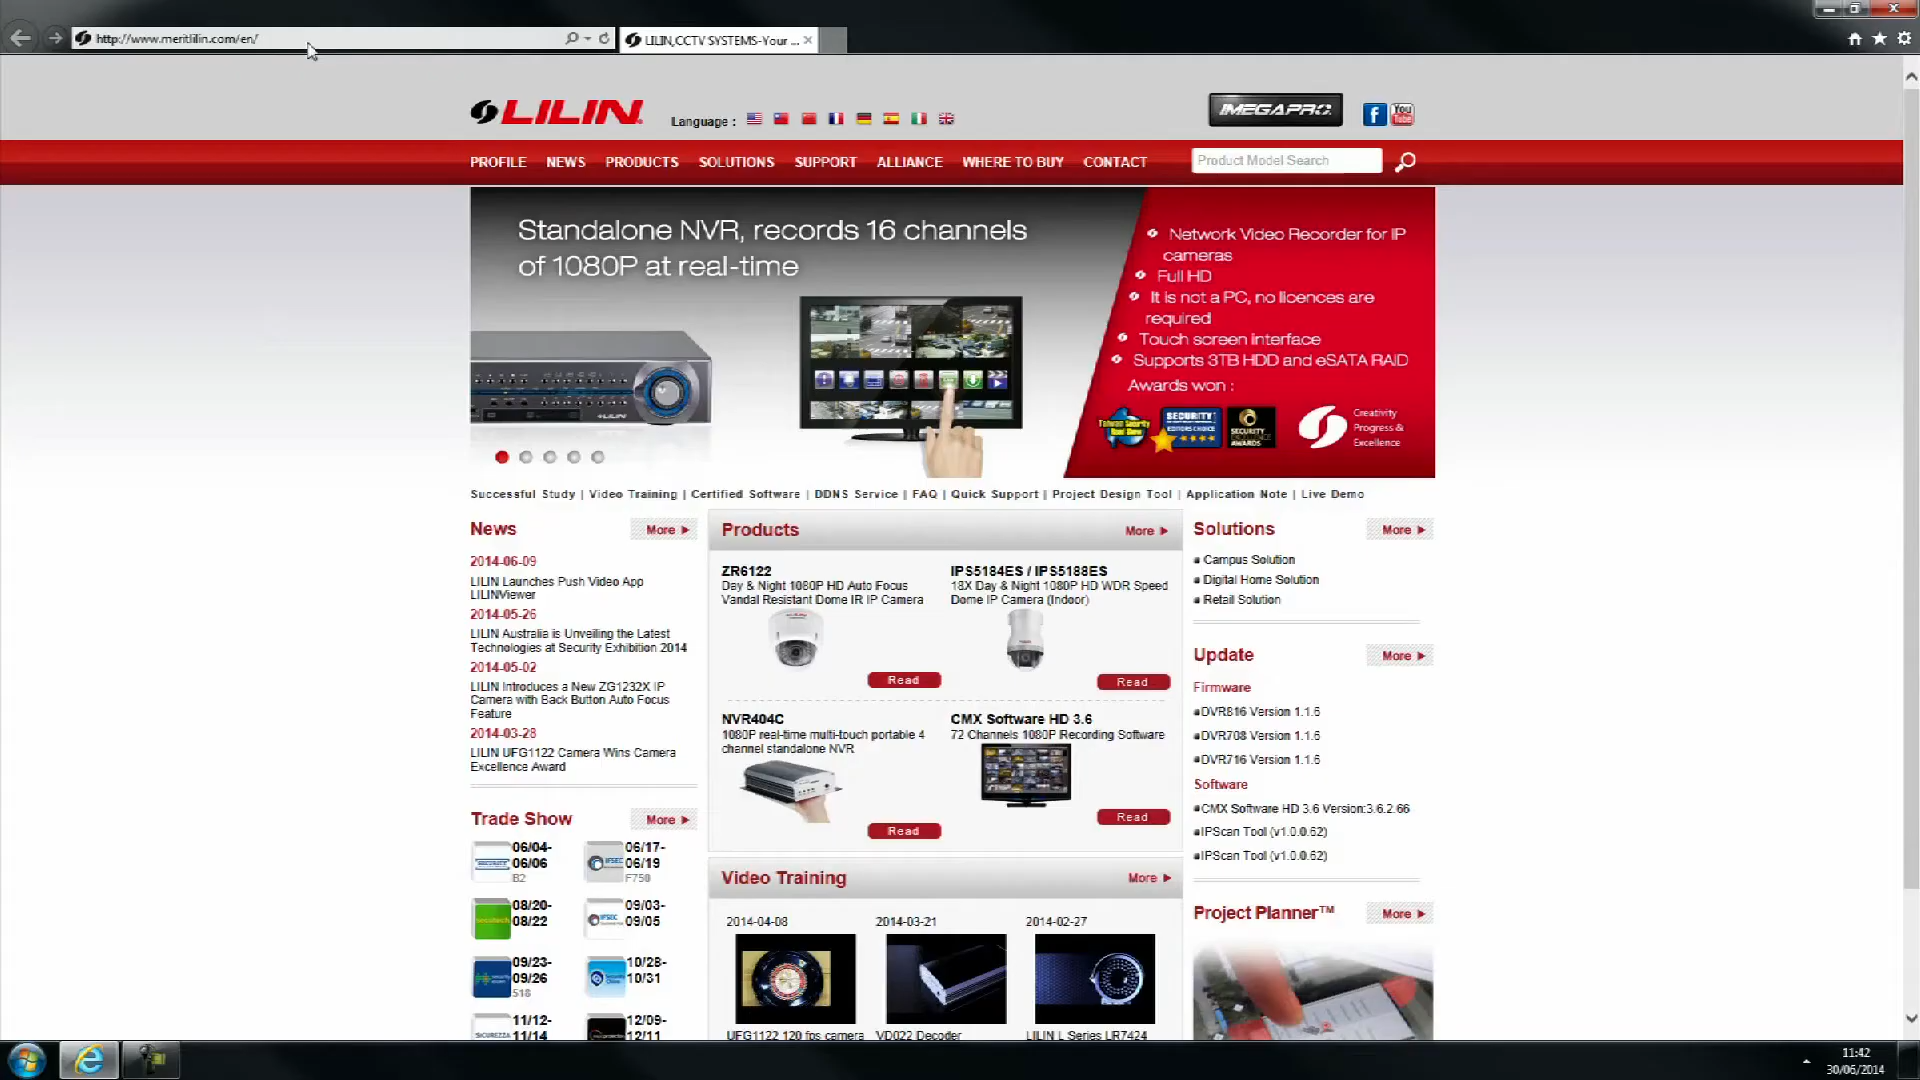 http://www.meritlilin.com/en/
LILIN,CCTV SYSTEMS-Your ...
LILIN
Language :
IMEGAPRO
f
You Tube
PROFILE NEWS PRODUCTS SOLUTIONS SUPPORT ALLIANCE WHERE TO BUY CONTACT
Product Model Search
Standalone NVR, records 16 channels
of 1080P at real-time
Network Video Recorder for IP
cameras
Full HD
It is not a PC, no licences are
required
Touch screen interface
Supports 3TB HDD and eSATA RAID
Awards won :
SECURITY
EDITORS CHOICE
SECURITY
EXCELLENCE
AWARDS
Creativity
Progress &
Excellence
Successful Study | Video Training | Certified Software | DDNS Service | FAQ | Quick Support | Project Design Tool | Application Note | Live Demo
News
More
2014-06-09
LILIN Launches Push Video App
LILINViewer
2014-05-26
LILIN Australia is Unveiling the Latest
Technologies at Security Exhibition 2014
2014-05-02
LILIN Introduces a New ZG1232X IP
Camera with Back Button Auto Focus
Feature
2014-03-28
LILIN UFG1122 Camera Wins Camera
Excellence Award
Trade Show
More
06/04-
06/06
B2
06/17-
06/19
F750
08/20-
08/22
09/03-
09/05
09/23-
09/26
518
10/28-
10/31
11/12-
11/14
12/09-
12/11
Products
More
ZR6122
Day & Night 1080P HD Auto Focus
Vandal Resistant Dome IR IP Camera
Read
IPS5184ES / IPS5188ES
18X Day & Night 1080P HD WDR Speed
Dome IP Camera (Indoor)
Read
NVR404C
1080P real-time multi-touch portable 4
channel standalone NVR
Read
CMX Software HD 3.6
72 Channels 1080P Recording Software
Read
Video Training
More
2014-04-08
2014-03-21
2014-02-27
UFG1122 120 fps camera
VD022 Decoder
LILIN L Series LR7424
Solutions
More
Campus Solution
Digital Home Solution
Retail Solution
Update
More
Firmware
DVR816 Version 1.1.6
DVR708 Version 1.1.6
DVR716 Version 1.1.6
Software
CMX Software HD 3.6 Version:3.6.2.66
IPScan Tool (v1.0.0.62)
IPScan Tool (v1.0.0.62)
Project Planner™
More
11:42
30/06/2014